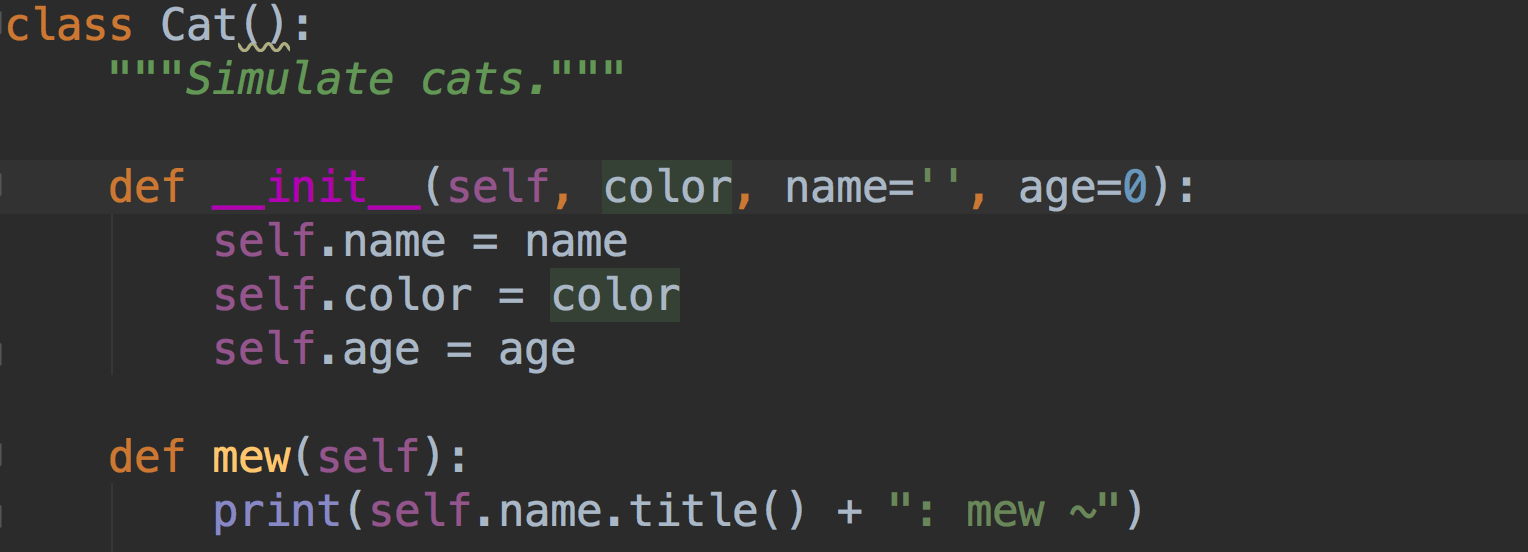 class Cat():
    """Simulate cats."""
    def __init__(self, color, name='', age=0):
        self.name = name
        self.color = color
        self.age = age
    def mew(self):
        print(self.name.title() + ": mew ~")